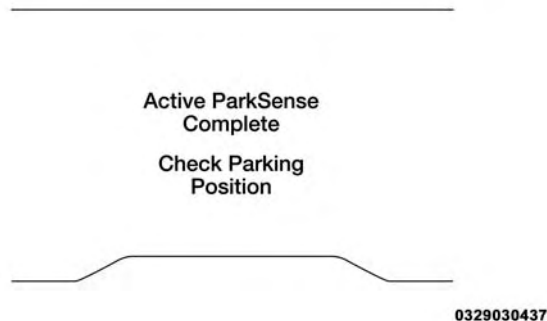 Active ParkSense
Complete
Check Parking
Position
0329030437